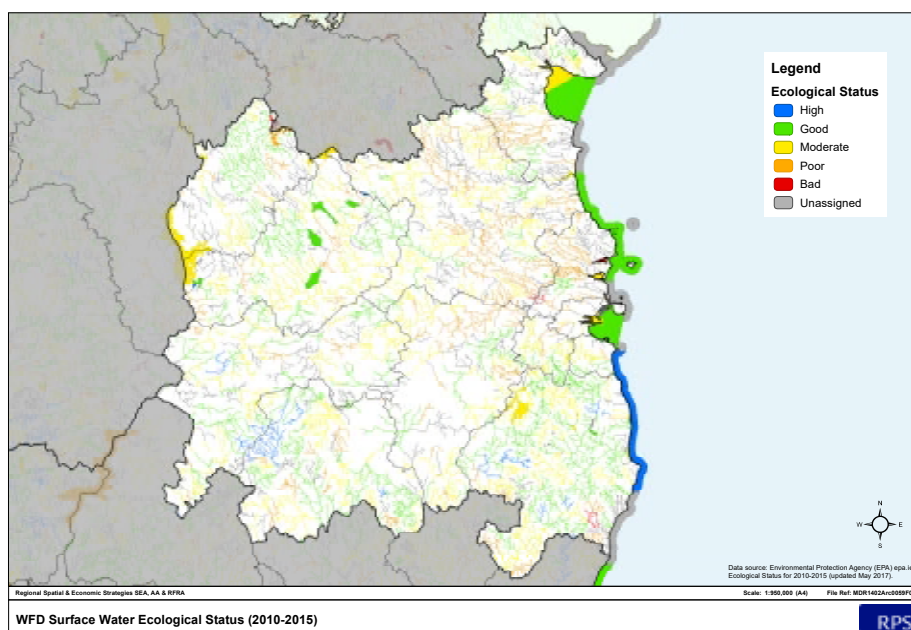 Legend
Ecological Status
High
Good
Moderate
Poor
Bad
Unassigned
N
W E
S
Data source: Environmental Protection Agency (EPA) epa.ie
Ecological Status for 2010-2015 (updated May 2017).
Regional Spatial & Economic Strategies SEA, AA & RFRA Scale: 1:950,000 (A4) File Ref: MDR1402Arc0059F0
WFD Surface Water Ecological Status (2010-2015)
RPS